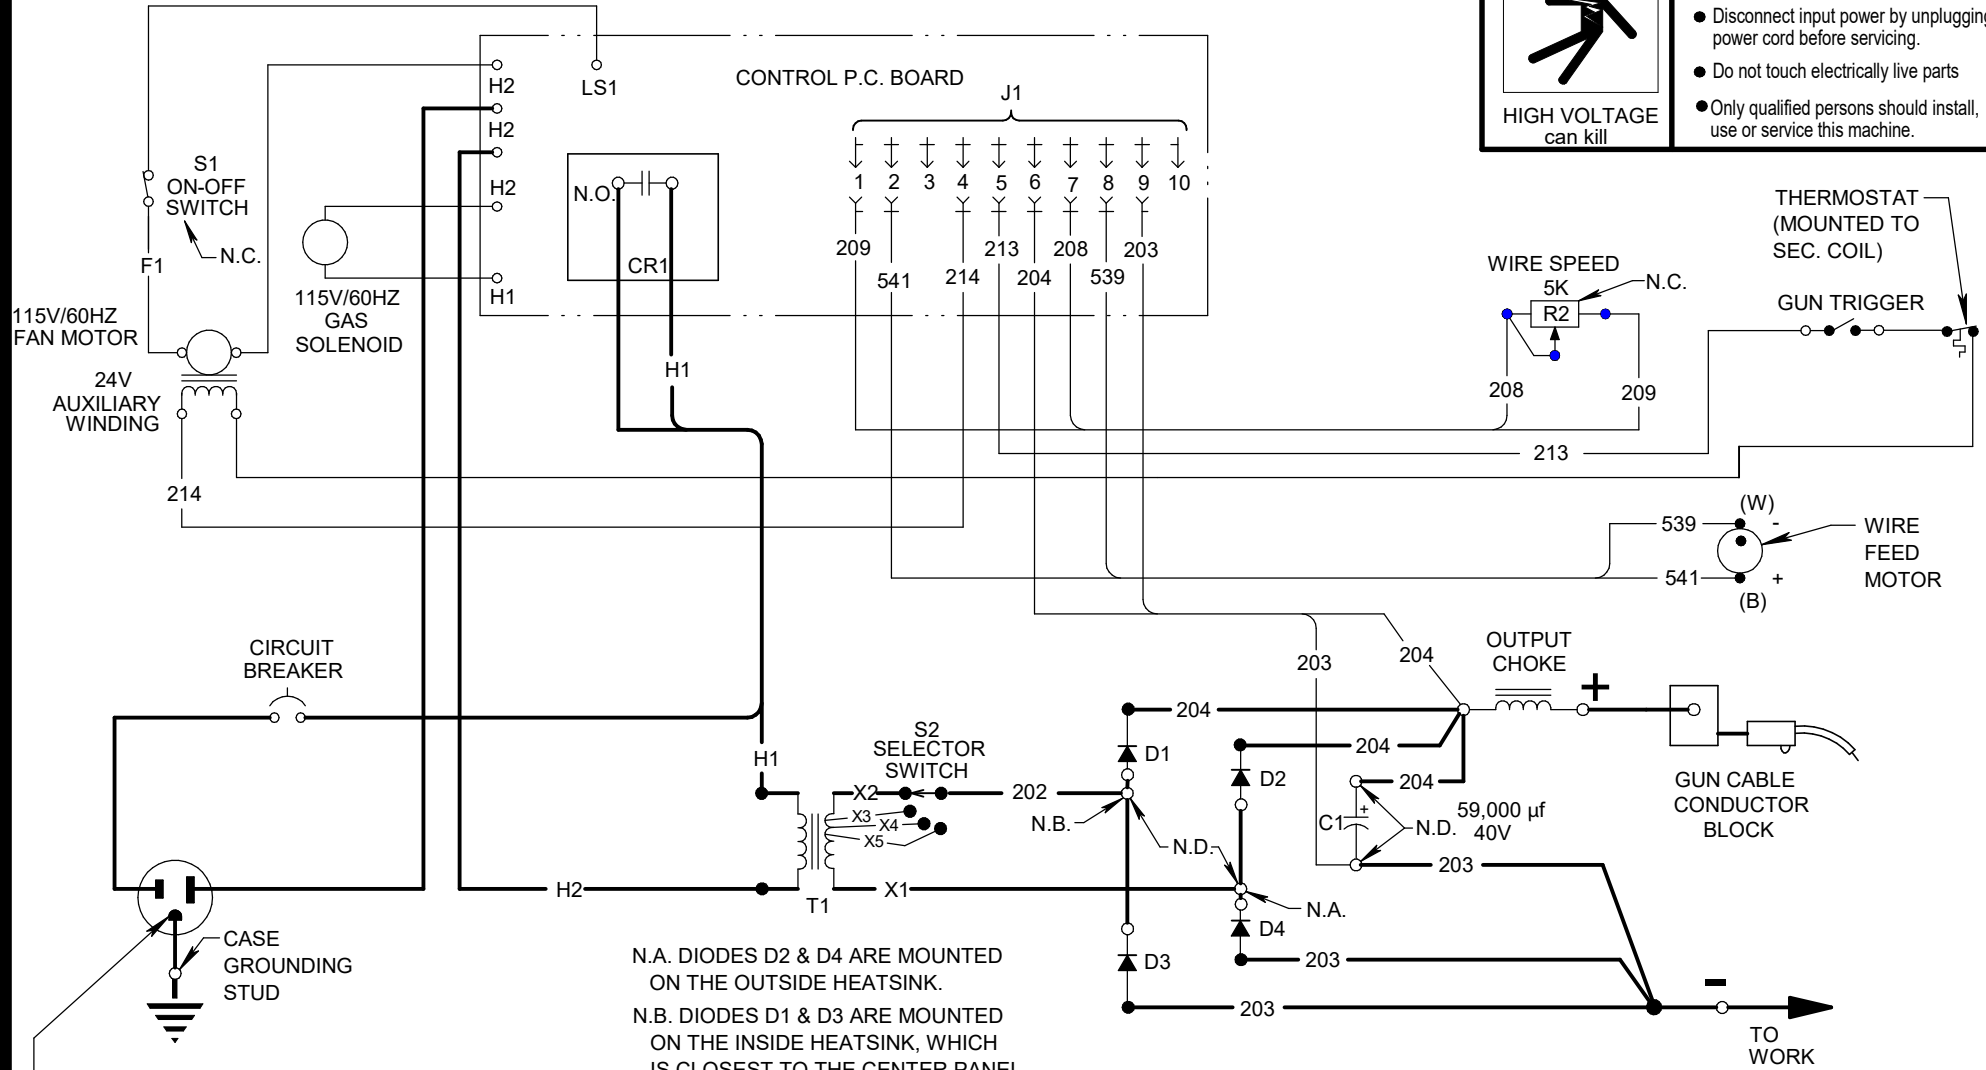 ● Disconnect input power by unplugging
power cord before servicing.
● Do not touch electrically live parts
● Only qualified persons should install,
use or service this machine.
HIGH VOLTAGE
can kill
CONTROL P.C. BOARD
LS1
H2
H2
H2
H1
J1
1 2 3 4 5 6 7 8 9 10
N.O.
CR1
209 541 214 213 204 208 539 203
S1
ON-OFF
SWITCH
N.C.
F1
115V/60HZ
FAN MOTOR
115V/60HZ
GAS
SOLENOID
24V
AUXILIARY
WINDING
214
H1
WIRE SPEED
5K
R2
N.C.
208
209
THERMOSTAT
(MOUNTED TO
SEC. COIL)
GUN TRIGGER
213
(W)
539
-
WIRE
FEED
MOTOR
541
+
(B)
CIRCUIT
BREAKER
H1
S2
SELECTOR
SWITCH
X2
X3
X4
X5
202
H2
T1
X1
N.B.
N.D.
N.A.
D1
D2
D3
D4
203
204
204
204
204
OUTPUT
CHOKE
+
GUN CABLE
CONDUCTOR
BLOCK
+
C1
N.D.
59,000 µf
40V
203
203
203
-
TO
WORK
CASE
GROUNDING
STUD
N.A. DIODES D2 & D4 ARE MOUNTED
ON THE OUTSIDE HEATSINK.
N.B. DIODES D1 & D3 ARE MOUNTED
ON THE INSIDE HEATSINK, WHICH
IS CLOSEST TO THE CENTER PANEL